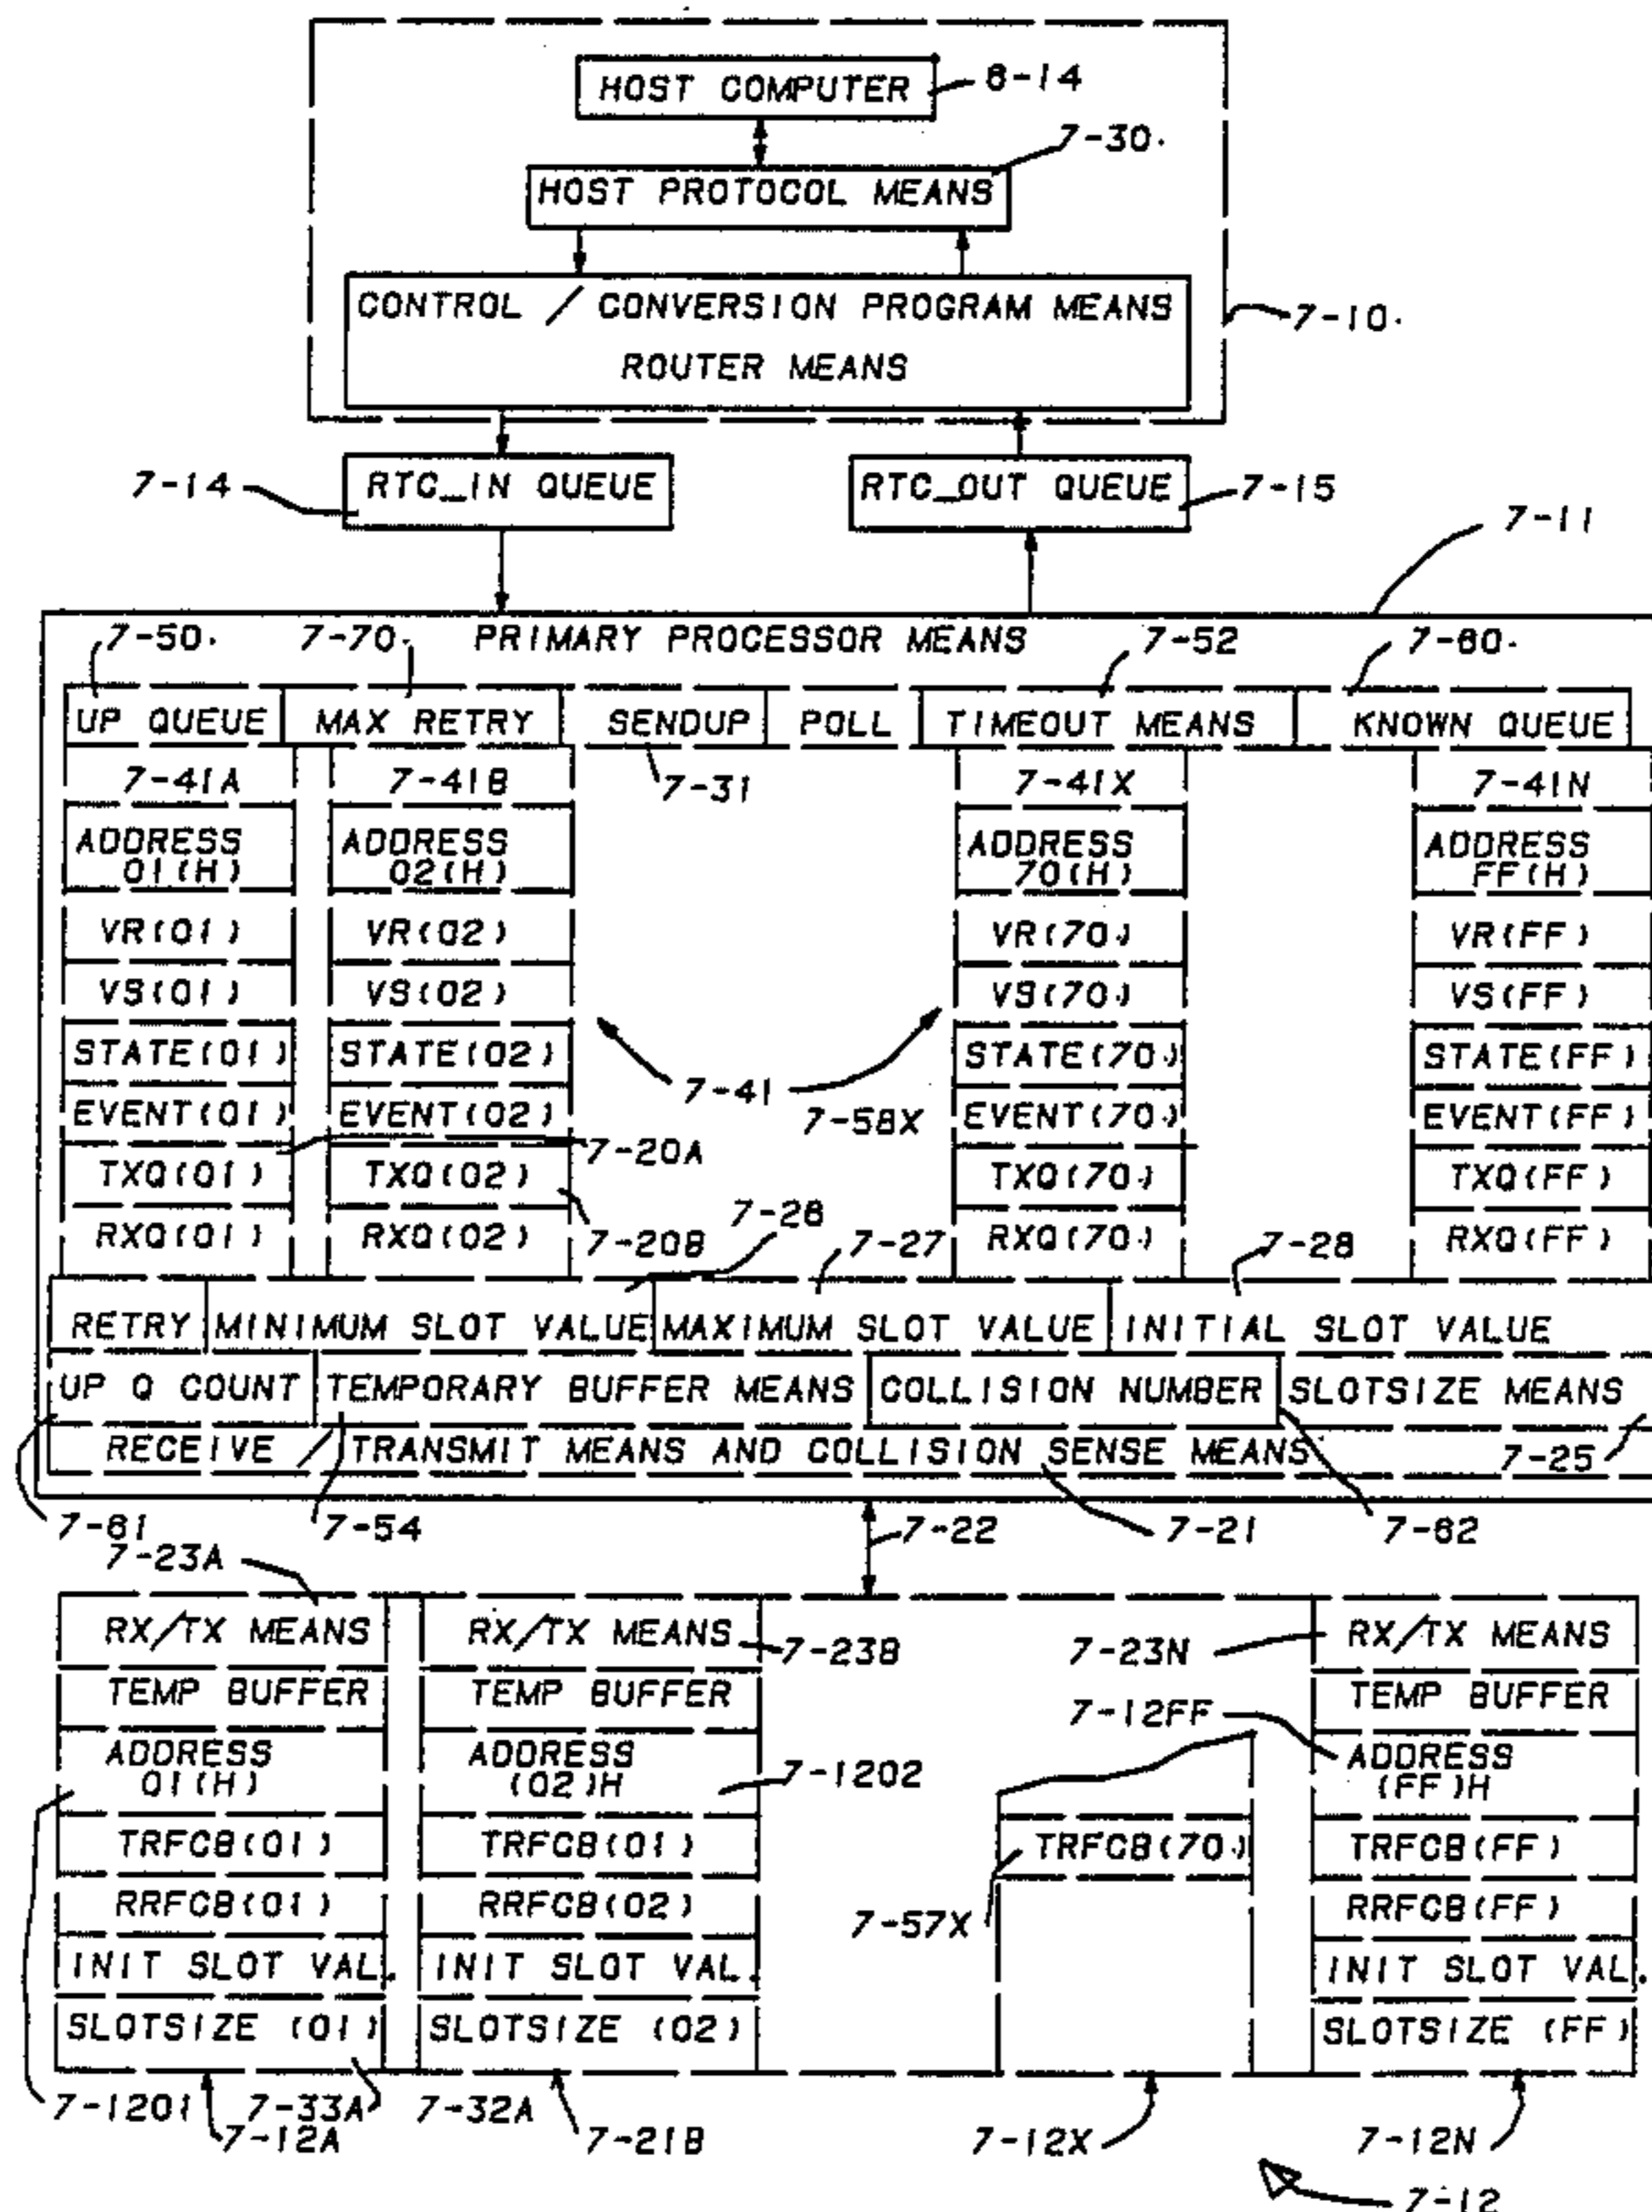 HOST COMPUTER 6-14
7-30.
HOST PROTOCOL MEANS
CONTROL / CONVERSION PROGRAM MEANS
7-10.
ROUTER MEANS
7-14 RTC_IN QUEUE RTC_OUT QUEUE 7-15
7-11
7-50. 7-70. PRIMARY PROCESSOR MEANS 7-52 7-60.
UP QUEUE MAX RETRY SENDUP POLL TIMEOUT MEANS KNOWN QUEUE
7-41A 7-41B 7-31 7-41X 7-41N
ADDRESS ADDRESS ADDRESS ADDRESS
01(H) 02(H) 70(H) FF(H)
VR(01) VR(02) VR(70) VR(FF)
VS(01) VS(02) VS(70) VS(FF)
STATE(01) STATE(02) STATE(70) STATE(FF)
7-41
EVENT(01) EVENT(02) 7-58X EVENT(70) EVENT(FF)
7-20A
TXQ(01) TXQ(02) TXQ(70) TXQ(FF)
7-26
RXQ(01) RXQ(02) 7-20B 7-27 RXQ(70) 7-28 RXQ(FF)
RETRY MINIMUM SLOT VALUE MAXIMUM SLOT VALUE INITIAL SLOT VALUE
UP Q COUNT TEMPORARY BUFFER MEANS COLLISION NUMBER SLOTSIZE MEANS
RECEIVE / TRANSMIT MEANS AND COLLISION SENSE MEANS 7-25
7-61 7-54 7-22 7-21 7-62
7-23A
RX/TX MEANS RX/TX MEANS 7-23B 7-23N RX/TX MEANS
TEMP BUFFER TEMP BUFFER TEMP BUFFER
7-12FF
ADDRESS ADDRESS ADDRESS
01(H) (02)H 7-1202 (FF)H
TRFCB(01) TRFCB(01) TRFCB(70) TRFCB(FF)
RRFCB(01) RRFCB(02) 7-57X RRFCB(FF)
INIT SLOT VAL. INIT SLOT VAL. INIT SLOT VAL.
SLOTSIZE (01) SLOTSIZE (02) SLOTSIZE (FF)
7-1201 7-33A 7-32A
7-12A 7-21B 7-12X 7-12N
7-12